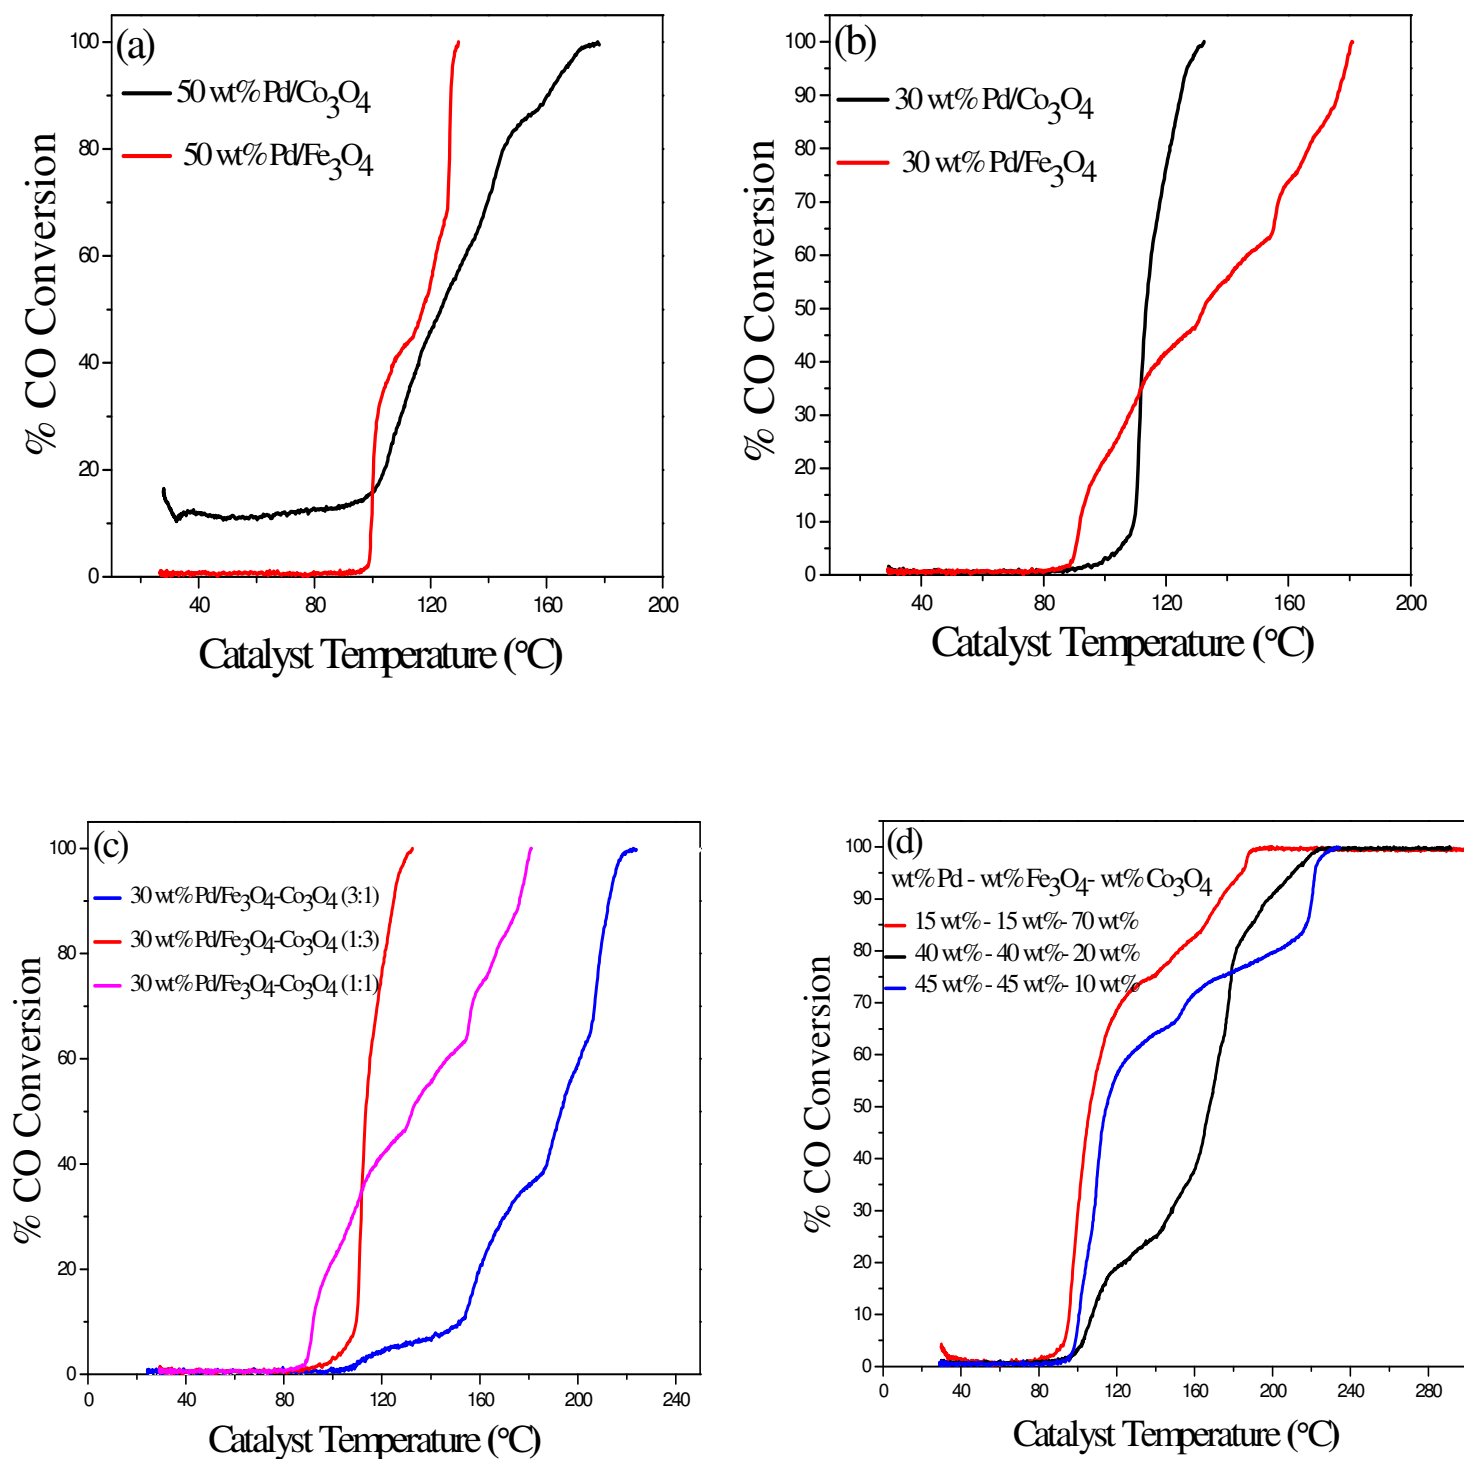 (a)
50 wt% Pd/Co3O4
50 wt% Pd/Fe3O4
100
80
60
40
20
0
40 80 120 160 200
% CO Conversion
Catalyst Temperature (°C)
(b)
30 wt% Pd/Co3O4
30 wt% Pd/Fe3O4
100
90
80
70
60
50
40
30
20
10
0
40 80 120 160 200
% CO Conversion
Catalyst Temperature (°C)
(c)
30 wt% Pd/Fe3O4-Co3O4 (3:1)
30 wt% Pd/Fe3O4-Co3O4 (1:3)
30 wt% Pd/Fe3O4-Co3O4 (1:1)
100
80
60
40
20
0
0 40 80 120 160 200 240
% CO Conversion
Catalyst Temperature (°C)
(d)
wt% Pd - wt% Fe3O4- wt% Co3O4
15 wt% - 15 wt%- 70 wt%
40 wt% - 40 wt%- 20 wt%
45 wt% - 45 wt%- 10 wt%
100
90
80
70
60
50
40
30
20
10
0
0 40 80 120 160 200 240 280
% CO Conversion
Catalyst Temperature (°C)